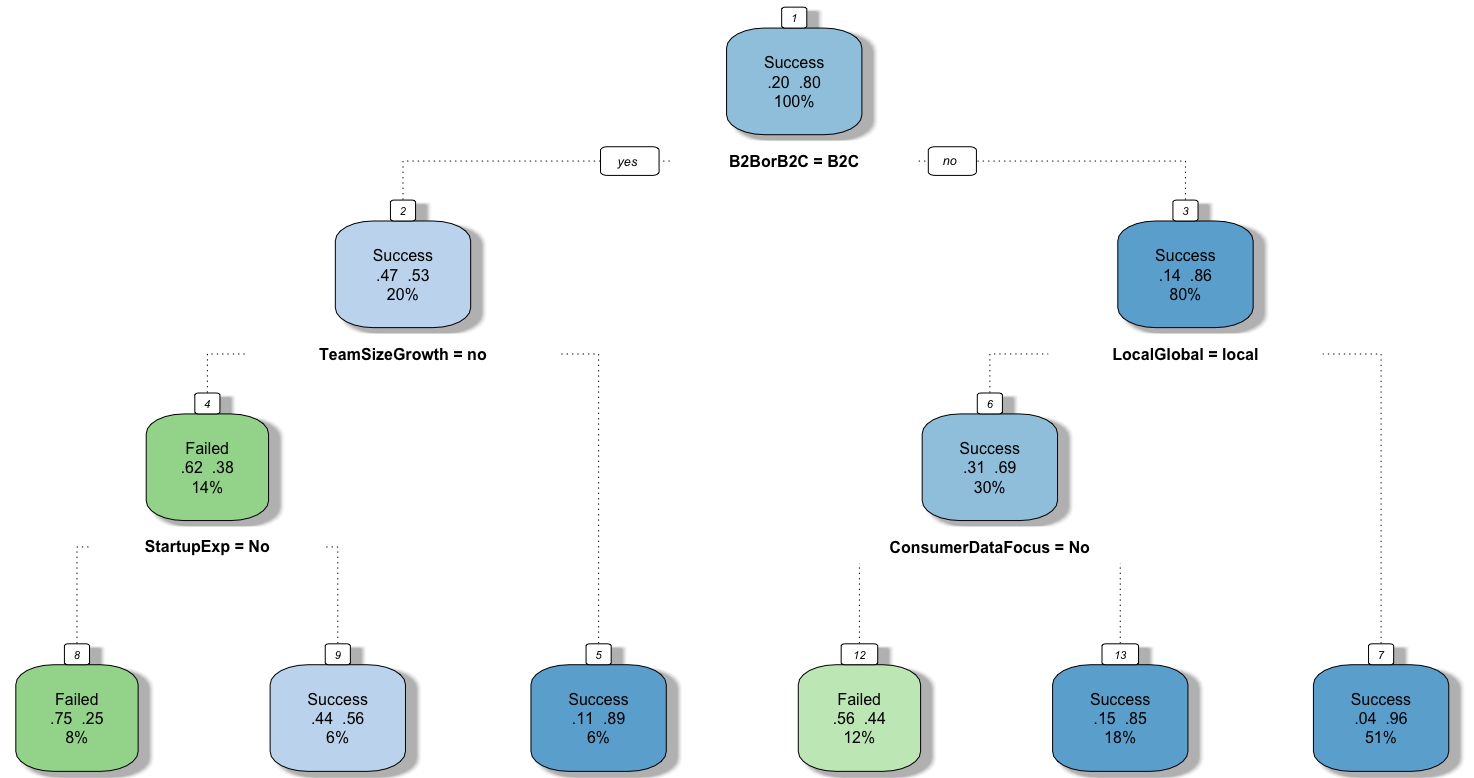 1
Success
.20 .80
100%
yes
B2BorB2C = B2C
no
2
Success
.47 .53
20%
3
Success
.14 .86
80%
TeamSizeGrowth = no
LocalGlobal = local
4
Failed
.62 .38
14%
6
Success
.31 .69
30%
StartupExp = No
ConsumerDataFocus = No
8
Failed
.75 .25
8%
9
Success
.44 .56
6%
5
Success
.11 .89
6%
12
Failed
.56 .44
12%
13
Success
.15 .85
18%
7
Success
.04 .96
51%